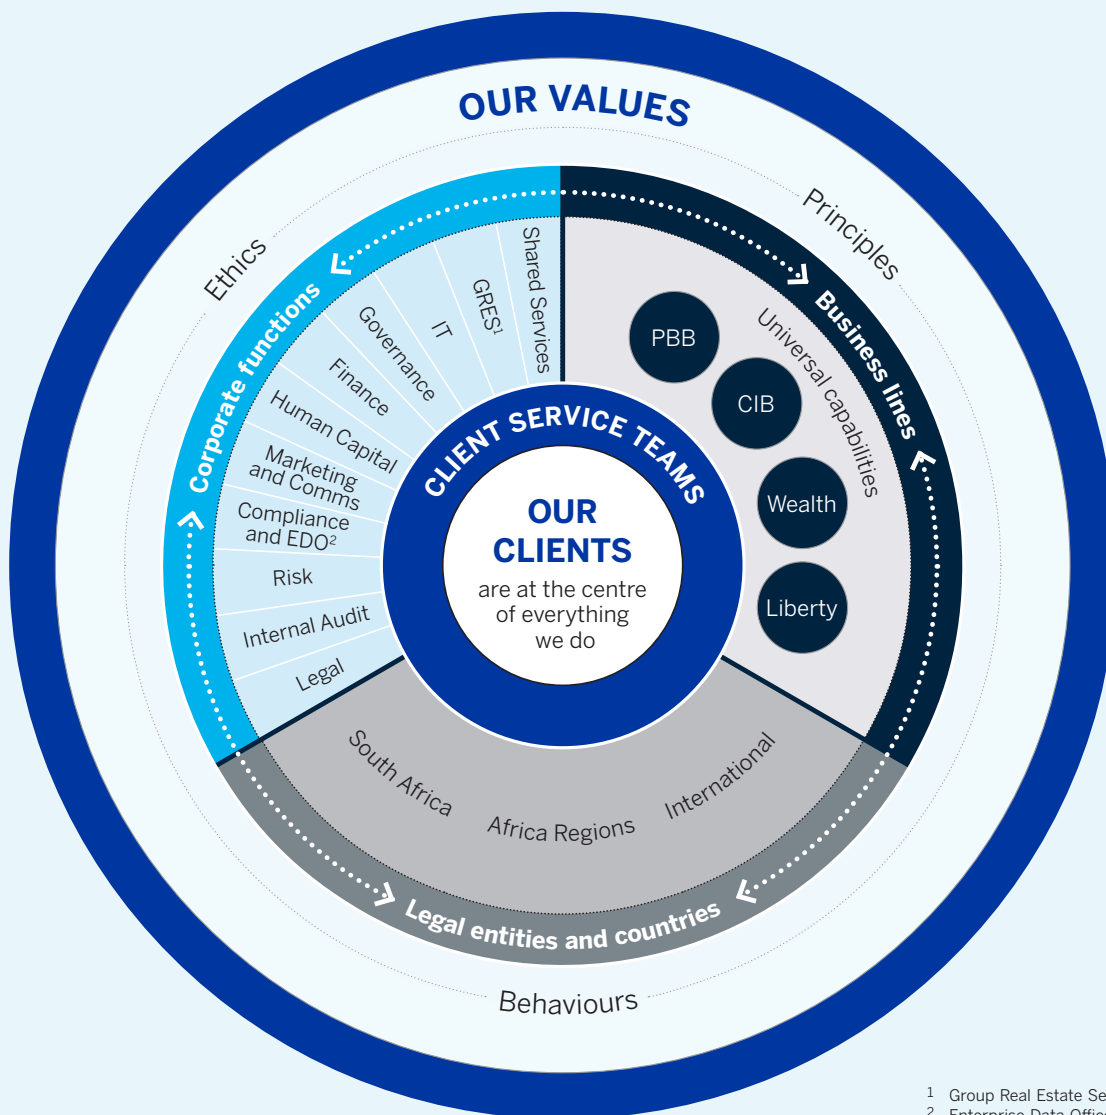 OUR VALUES
Ethics
Principles
Behaviours
Corporate functions
Shared Services
GRES1
IT
Governance
Finance
Human Capital
Marketing
and Comms
Compliance
and EDO2
Risk
Internal Audit
Legal
Business lines
Universal capabilities
PBB
CIB
Wealth
Liberty
Legal entities and countries
South Africa
Africa Regions
International
CLIENT SERVICE TEAMS
OUR
CLIENTS
are at the centre
of everything
we do
1 Group Real Estate
2 Enterprise Data